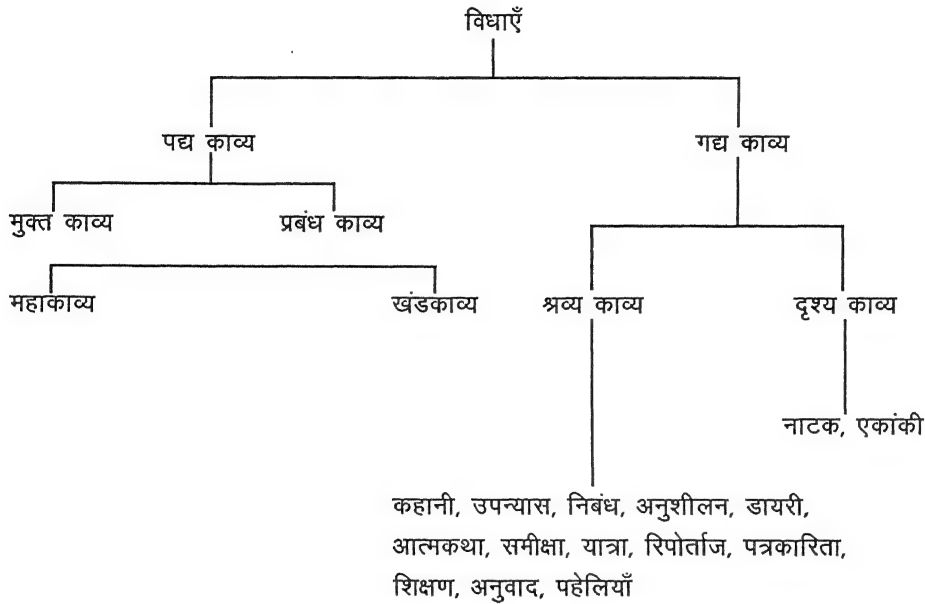 विधाएँ
पद्य काव्य
गद्य काव्य
मुक्त काव्य
प्रबंध काव्य
महाकाव्य
खंडकाव्य
श्रव्य काव्य
दृश्य काव्य
नाटक, एकांकी
कहानी, उपन्यास, निबंध, अनुशीलन, डायरी,
आत्मकथा, समीक्षा, यात्रा, रिपोर्ताज, पत्रकारिता,
शिक्षण, अनुवाद, पहेलियाँ